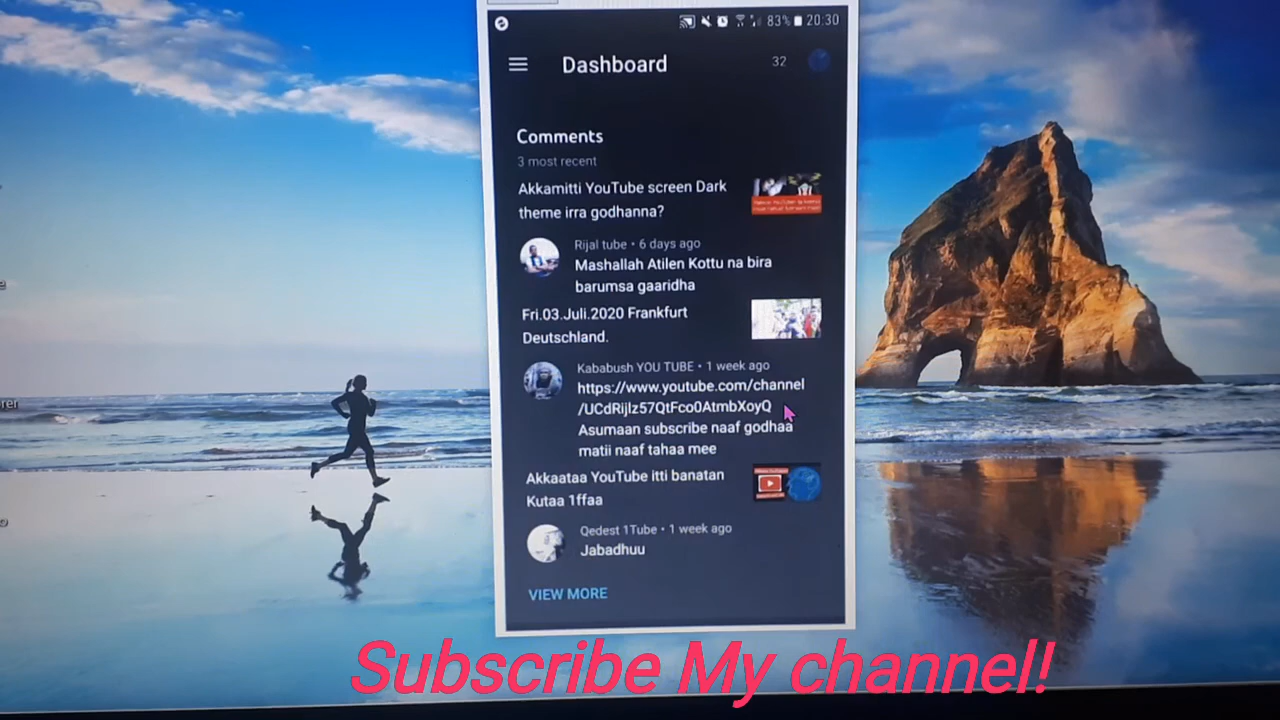 83% 20:30
Dashboard
32
Comments
3 most recent
Akkamitti YouTube screen Dark
theme irra godhanna?
Rijal tube • 6 days ago
Mashallah Atilen Kottu na bira
barumsa gaaridha
Fri.03.Juli.2020 Frankfurt
Deutschland.
Kababush YOU TUBE • 1 week ago
https://www.youtube.com/channel
/UCdRijlz57QtFco0AtmbXoyQ
Asumaan subscribe naaf godhaa
matii naaf tahaa mee
Akkaataa YouTube itti banatan
Kutaa 1ffaa
Qedest 1Tube • 1 week ago
Jabadhuu
VIEW MORE
Subscribe My channel!